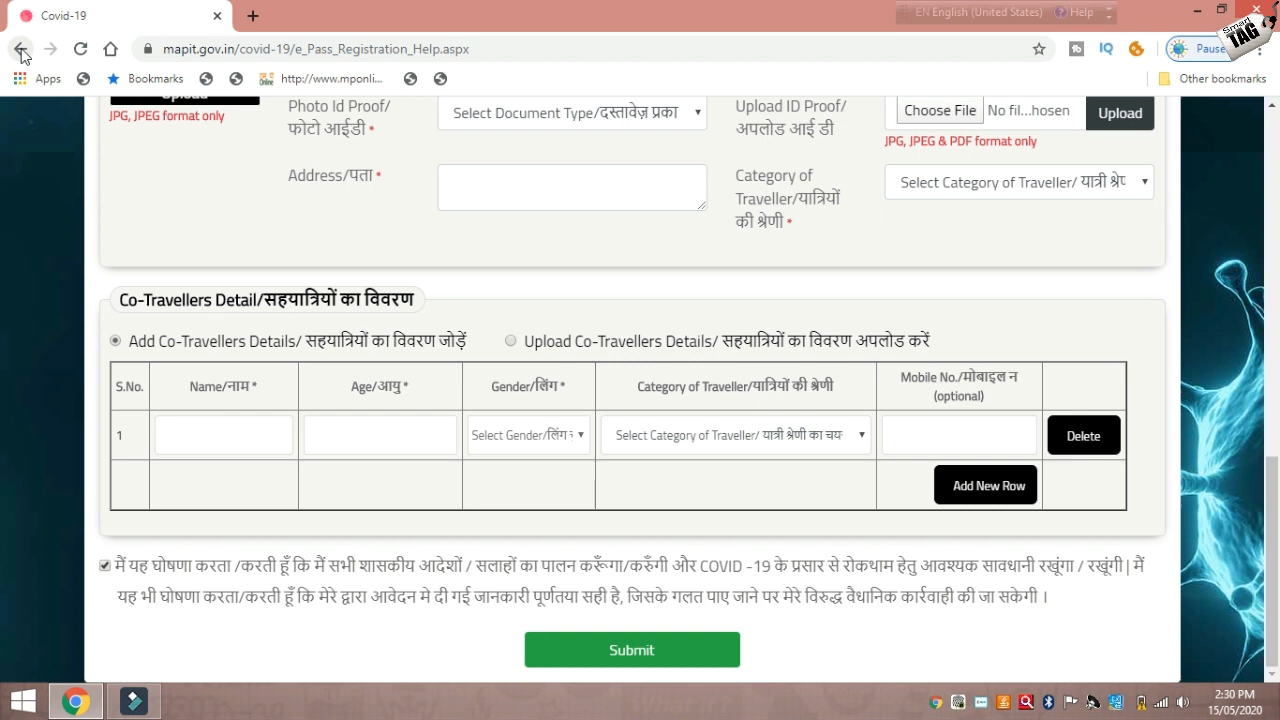 Covid-19
EN English (United States) Help
Smart
TAG
mapit.gov.in/covid-19/e_Pass_Registration_Help.aspx
IQ
Pause
Apps
Bookmarks
http://www.mponli...
Other bookmarks
Upload
JPG, JPEG format only
Photo Id Proof/
फोटो आईडी *
Select Document Type/दस्तावेज़ प्रका
Upload ID Proof/
अपलोड आई डी
Choose File No fil...hosen
Upload
JPG, JPEG & PDF format only
Address/पता *
Category of
Traveller/यात्रियों
की श्रेणी *
Select Category of Traveller/ यात्री
Co-Travellers Detail/सहयात्रियों का विवरण
Add Co-Travellers Details/ सहयात्रियों का विवरण जोड़ें
Upload Co-Travellers Details/ सहयात्रियों का विवरण अपलोड करें
S.No. Name/नाम * Age/आयु * Gender/लिंग * Category of Traveller/यात्रियों की श्रेणी Mobile No./मोबाइल न
(optional)
1 Select Gender/लिंग Select Category of Traveller/ यात्री श्रेणी का चय Delete
Add New Row
मैं यह घोषणा करता /करती हूँ कि मैं सभी शासकीय आदेशों / सलाहों का पालन करूँगा/करुँगी और COVID -19 के प्रसार से रोकथाम हेतु आवश्यक सावधानी रखूंगा / रखूंगी | मैं
यह भी घोषणा करता/करती हूँ कि मेरे द्वारा आवेदन मे दी गई जानकारी पूर्णतया सही है, जिसके गलत पाए जाने पर मेरे विरुद्ध वैधानिक कार्रवाही की जा सकेगी ।
Submit
2:30 PM
15/05/2020